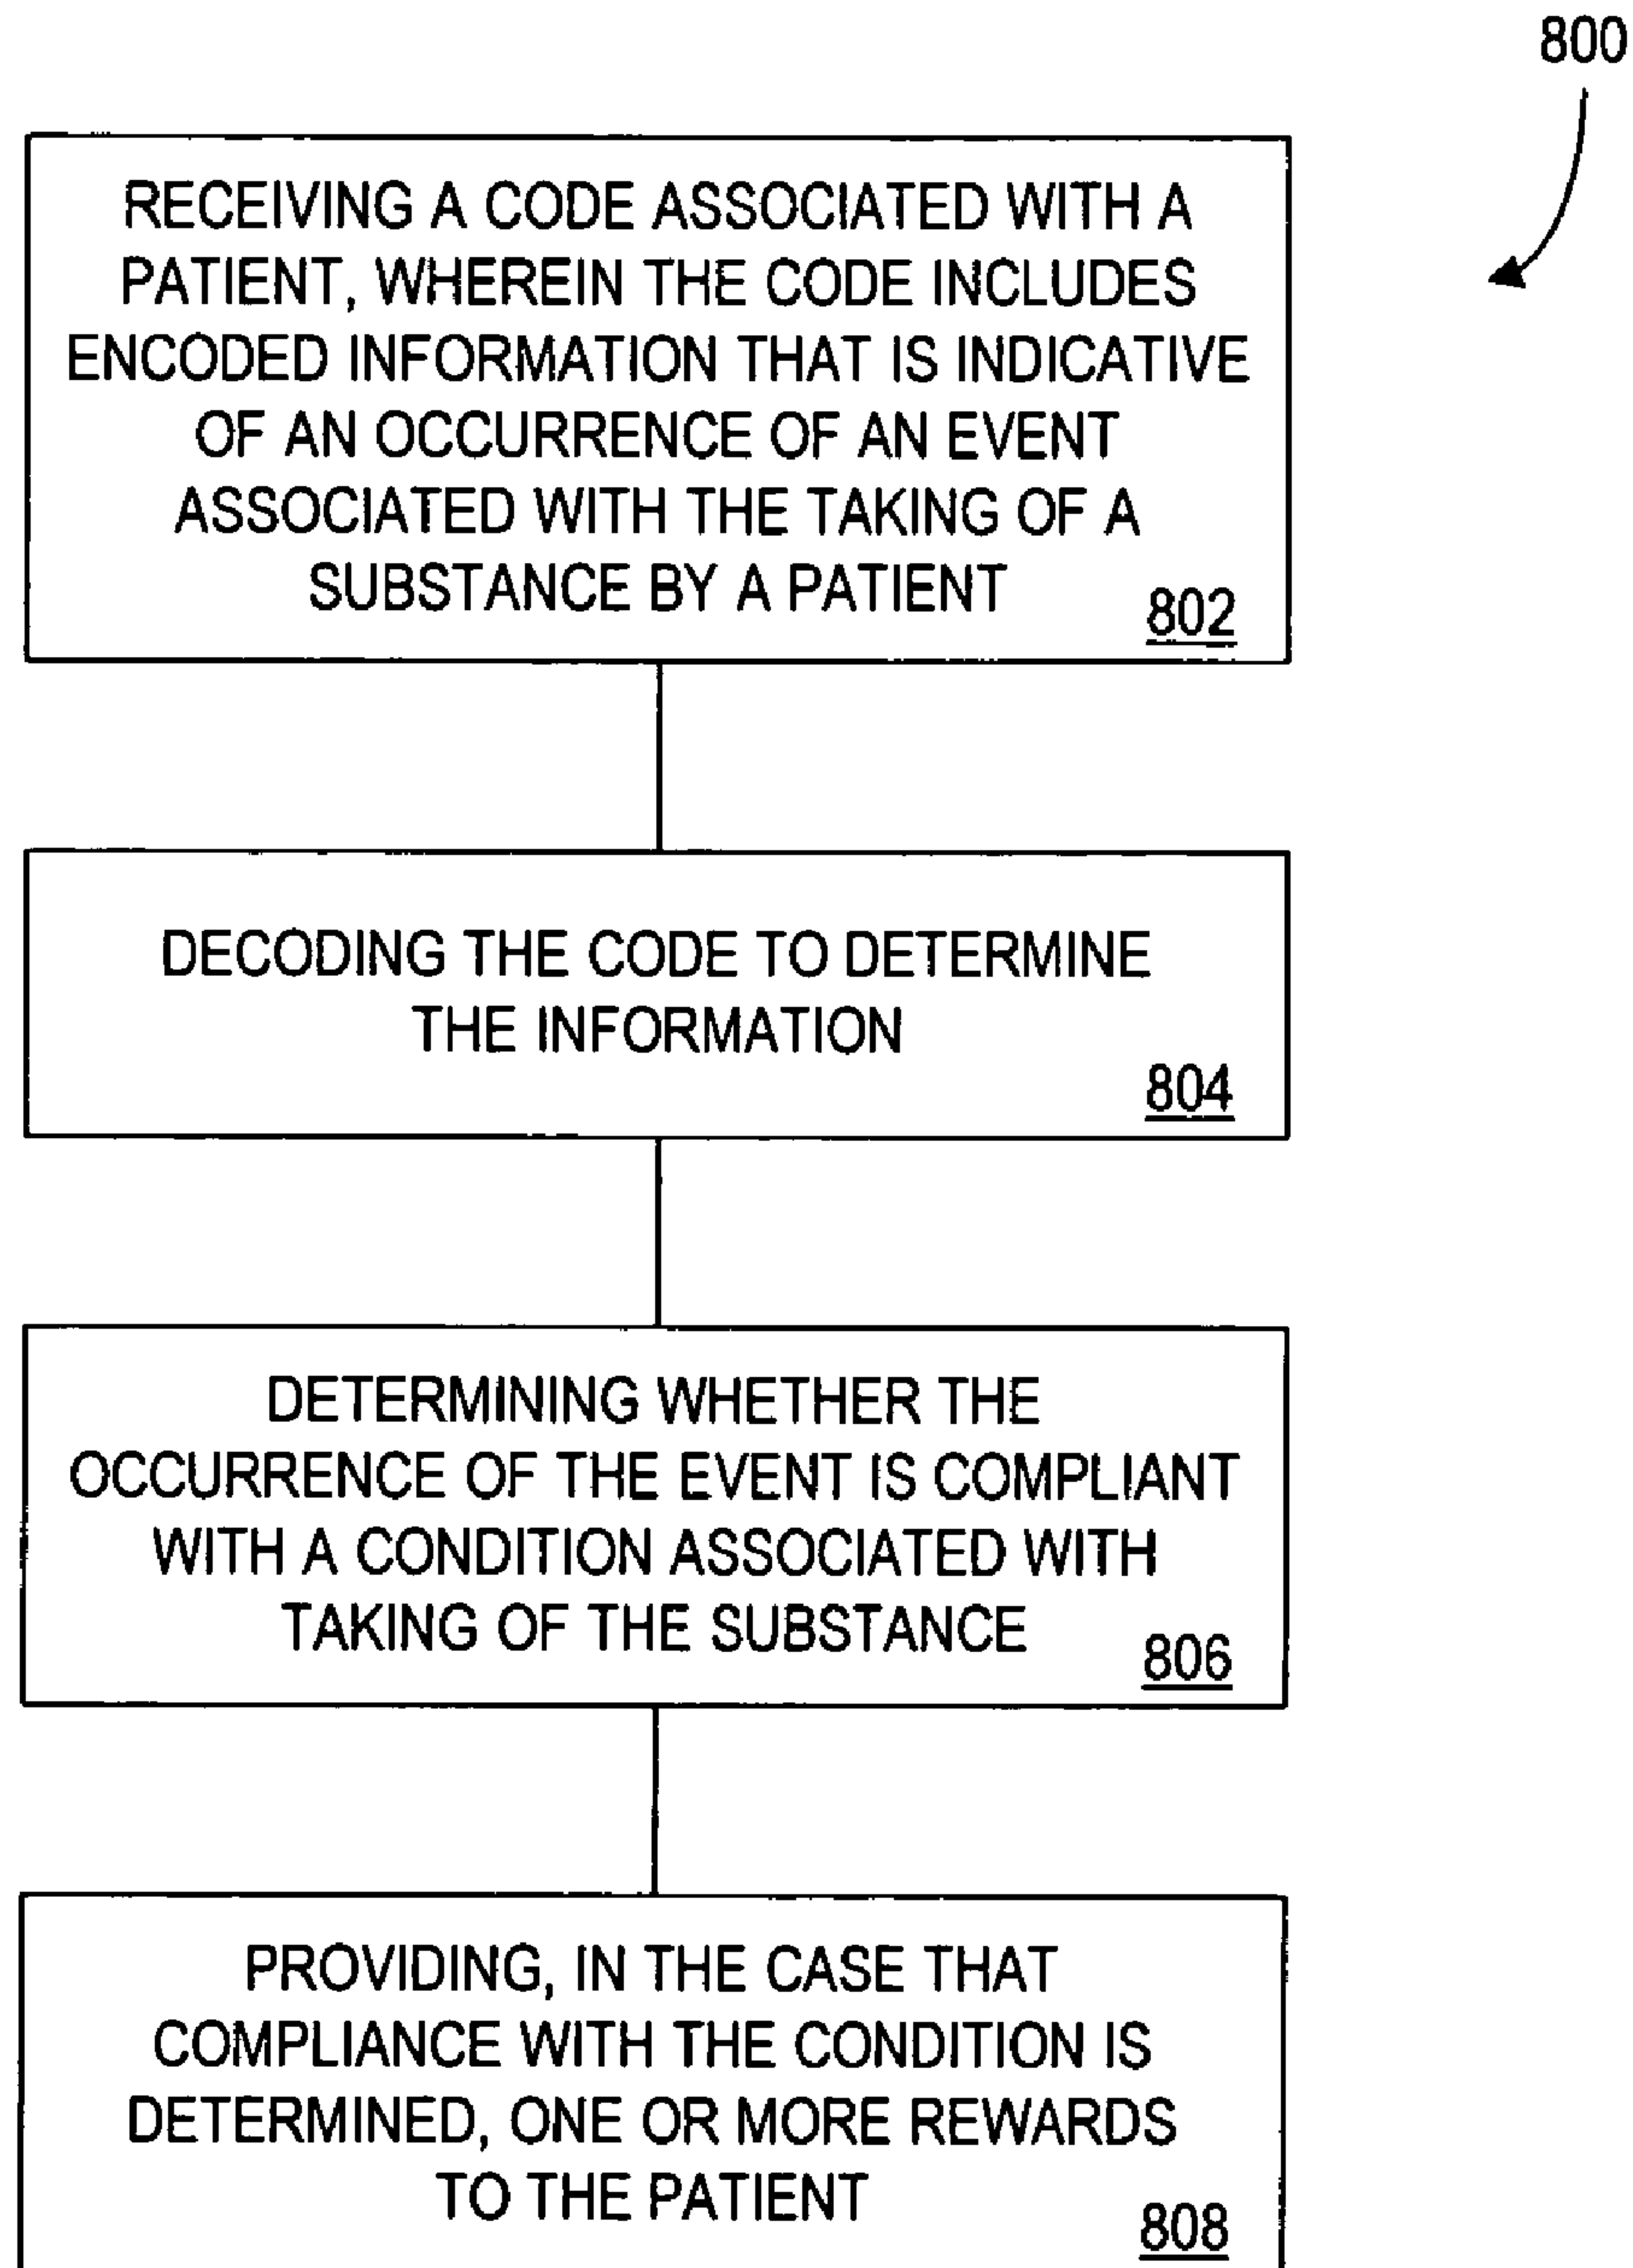 800
RECEIVING A CODE ASSOCIATED WITH A
PATIENT, WHEREIN THE CODE INCLUDES
ENCODED INFORMATION THAT IS INDICATIVE
OF AN OCCURRENCE OF AN EVENT
ASSOCIATED WITH THE TAKING OF A
SUBSTANCE BY A PATIENT
802
DECODING THE CODE TO DETERMINE
THE INFORMATION
804
DETERMINING WHETHER THE
OCCURRENCE OF THE EVENT IS COMPLIANT
WITH A CONDITION ASSOCIATED WITH
TAKING OF THE SUBSTANCE
806
PROVIDING, IN THE CASE THAT
COMPLIANCE WITH THE CONDITION IS
DETERMINED, ONE OR MORE REWARDS
TO THE PATIENT
808